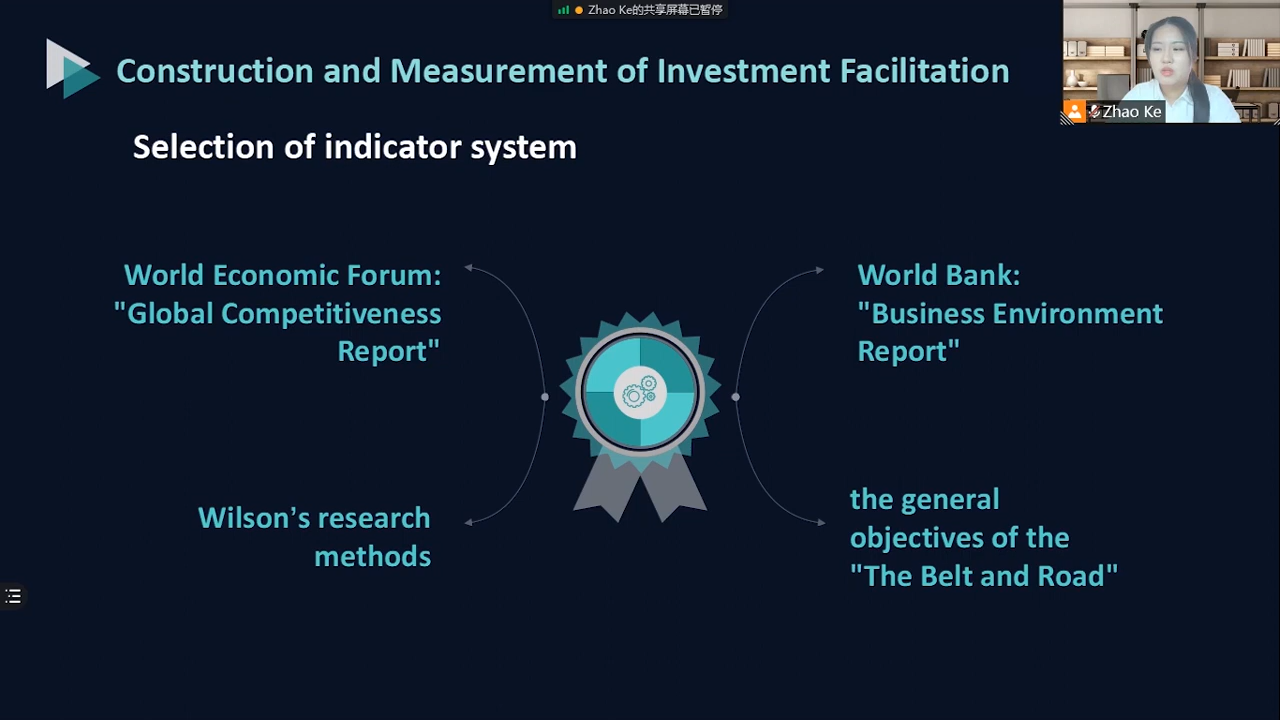 Zhao Ke的共享屏幕已暂停
Construction and Measurement of Investment Facilitation
Zhao Ke
Selection of indicator system
World Economic Forum:
"Global Competitiveness
Report"
World Bank:
"Business Environment
Report"
Wilson's research
methods
the general
objectives of the
"The Belt and Road"